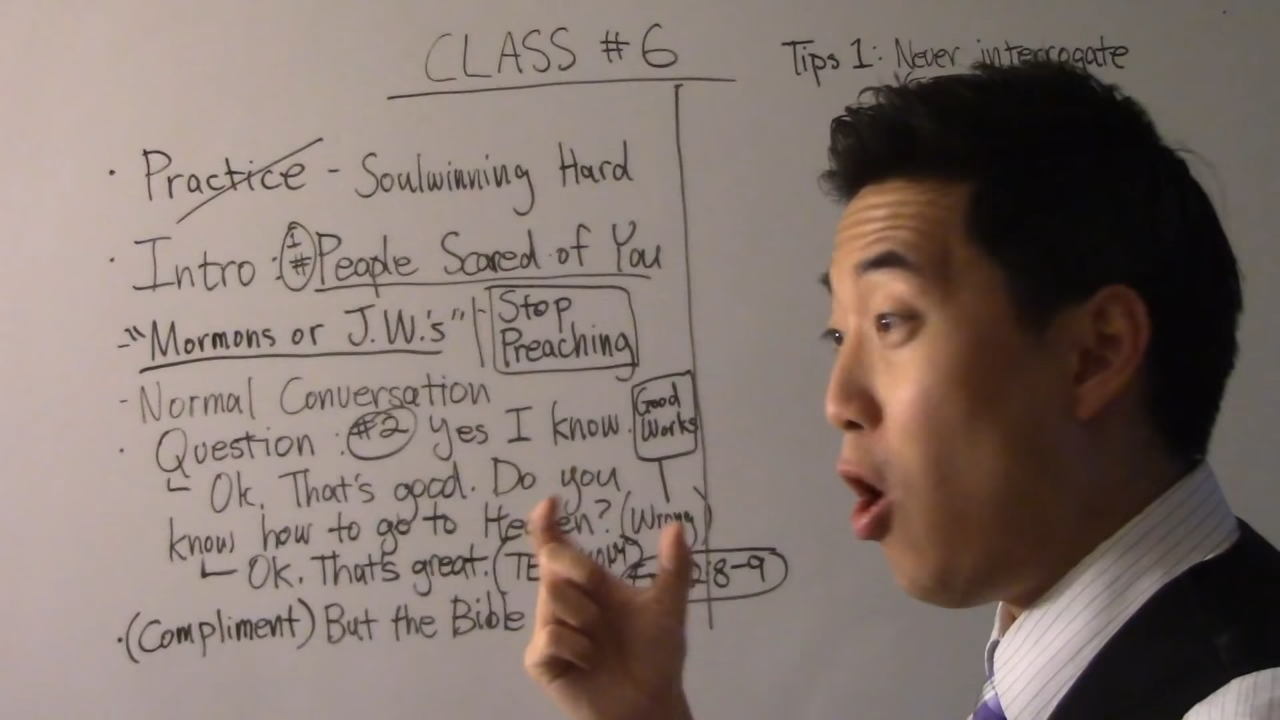 CLASS #6
Tips 1: Never interrogate
· Practice - Soulwinning Hard
· Intro : #1 People Scared of You
- "Mormons or J.W.'s" - Stop Preaching
- Normal Conversation
Good Works
· Question : #2 Yes I know.
Ok. That's good. Do you
know how to go to Heaven? (Wrong)
Ok. That's great. 2:8-9
· (Compliment) But the Bible